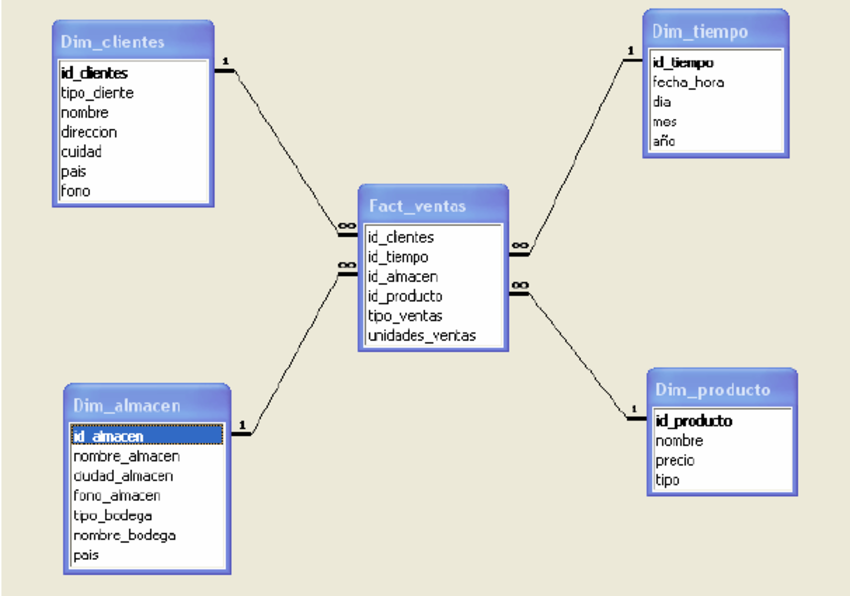 Dim_clientes
id_clientes
tipo_cliente
nombre
direccion
cuidad
pais
fono
1
Dim_tiempo
id_tiempo
fecha_hora
dia
mes
año
1
Fact_ventas
id_clientes
id_tiempo
id_almacen
id_producto
tipo_ventas
unidades_ventas
∞
∞
∞
∞
Dim_almacen
id_almacen
nombre_almacen
ciudad_almacen
fono_almacen
tipo_bodega
nombre_bodega
pais
1
Dim_producto
id_producto
nombre
precio
tipo
1